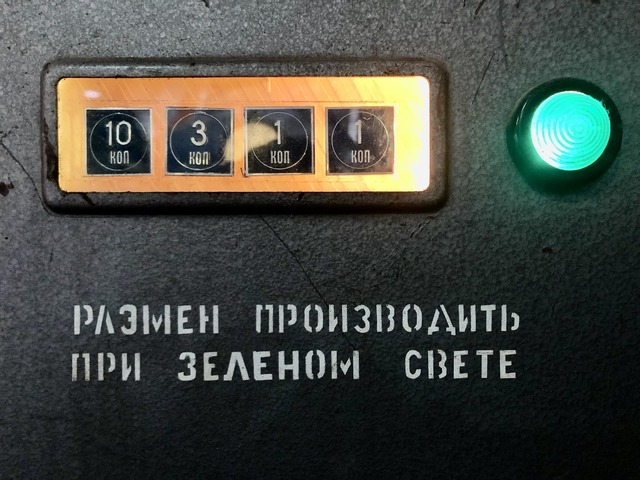 10 3 1 1
КОП КОП КОП КОП
РАЗМЕН ПРОИЗВОДИТЬ
ПРИ ЗЕЛЕНОМ СВЕТЕ